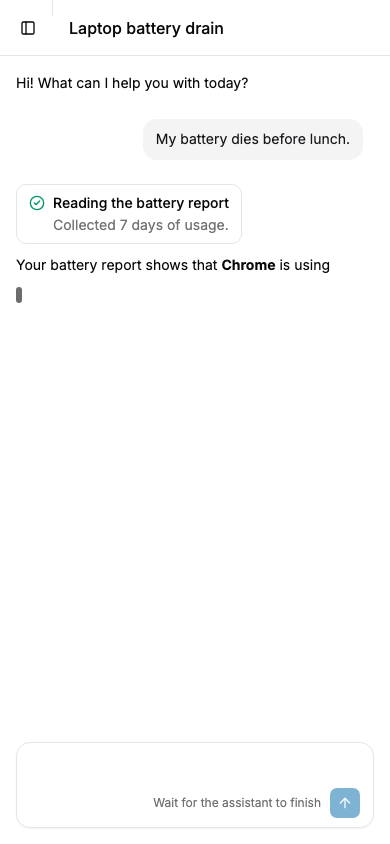 Laptop battery drain
Hi! What can I help you with today?
My battery dies before lunch.
Reading the battery report
Collected 7 days of usage.
Your battery report shows that Chrome is using
Wait for the assistant to finish